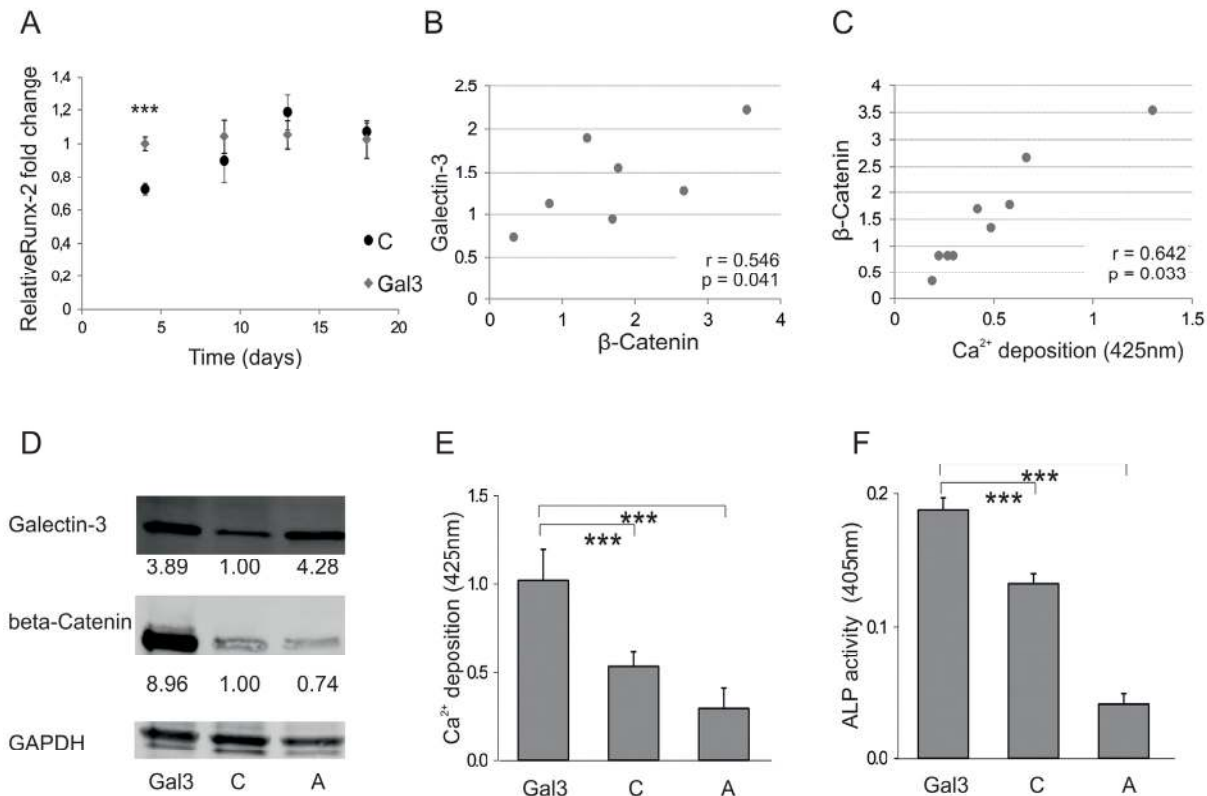 A
RelativeRunx-2 fold change
1,4
1.2
1
0,8
0,6
0,4
0,2
0
0
5
10
15
20
Time (days)
***
C
Gal3
B
Galectin-3
2.5
2
1.5
1
0.5
0
0
1
2
3
4
β-Catenin
r = 0.546
p = 0.041
C
β-Catenin
4
3.5
3
2.5
2
1.5
1
0.5
0
0
0.5
1
1.5
Ca²⁺ deposition (425nm)
r = 0.642
p = 0.033
D
Galectin-3
3.89 1.00 4.28
beta-Catenin
8.96 1.00 0.74
GAPDH
Gal3 C A
E
Ca²⁺ deposition (425nm)
1.5
1.0
0.5
0.0
***
***
Gal3 C A
F
ALP activity (405nm)
0.2
0.1
0.0
***
***
Gal3 C A